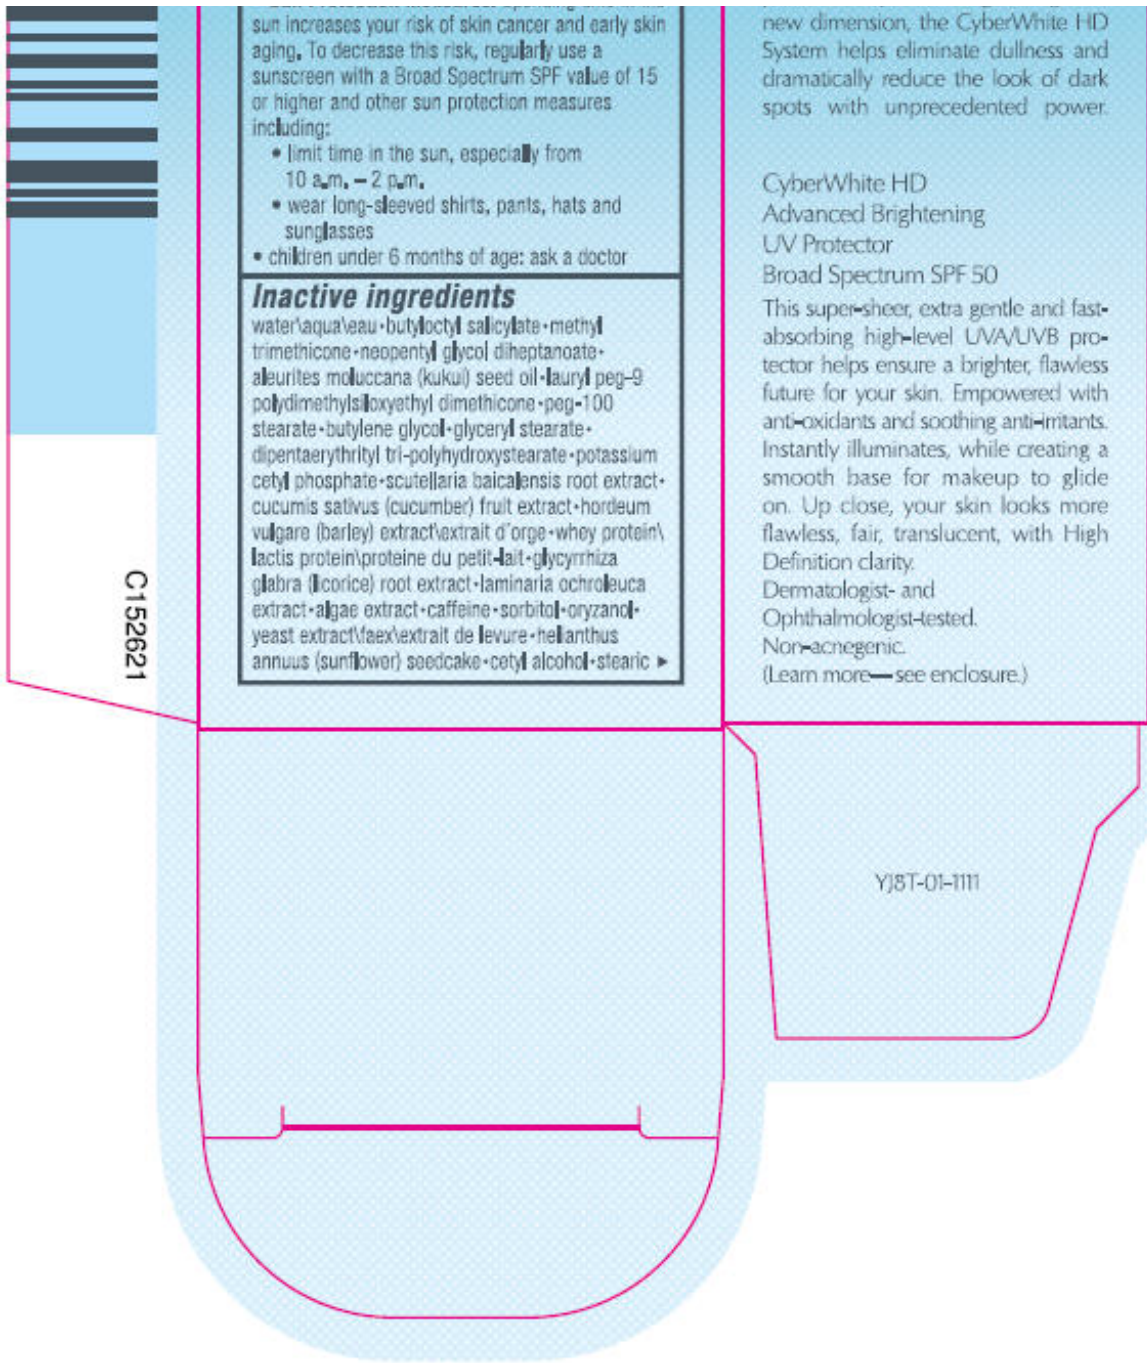 sun increases your risk of skin cancer and early skin
aging. To decrease this risk, regularly use a
sunscreen with a Broad Spectrum SPF value of 15
or higher and other sun protection measures
including:
• limit time in the sun, especially from
10 a.m. – 2 p.m.
• wear long-sleeved shirts, pants, hats and
sunglasses
• children under 6 months of age: ask a doctor
Inactive ingredients
water\aqua\eau•butyloctyl salicylate•methyl
trimethicone•neopentyl glycol diheptanoate•
aleurites moluccana (kukui) seed oil•lauryl peg-9
polydimethylsiloxyethyl dimethicone•peg-100
stearate•butylene glycol•glyceryl stearate•
dipentaerythrityl tri-polyhydroxystearate•potassium
cetyl phosphate•scutellaria baicalensis root extract•
cucumis sativus (cucumber) fruit extract•hordeum
vulgare (barley) extract\extrait d'orge•whey protein\
lactis protein\proteine du petit-lait•glycyrrhiza
glabra (licorice) root extract•laminaria ochroleuca
extract•algae extract•caffeine•sorbitol•oryzanol•
yeast extract\faex\extrait de levure•helianthus
annuus (sunflower) seedcake•cetyl alcohol•stearic ►
new dimension, the CyberWhite HD
System helps eliminate dullness and
dramatically reduce the look of dark
spots with unprecedented power.
CyberWhite HD
Advanced Brightening
UV Protector
Broad Spectrum SPF 50
This super-sheer, extra gentle and fast-
absorbing high-level UVA/UVB pro-
tector helps ensure a brighter, flawless
future for your skin. Empowered with
anti-oxidants and soothing anti-irritants.
Instantly illuminates, while creating a
smooth base for makeup to glide
on. Up close, your skin looks more
flawless, fair, translucent, with High
Definition clarity.
Dermatologist- and
Ophthalmologist-tested.
Non-acnegenic.
(Learn more—see enclosure.)
C152621
YJ8T-01-1111